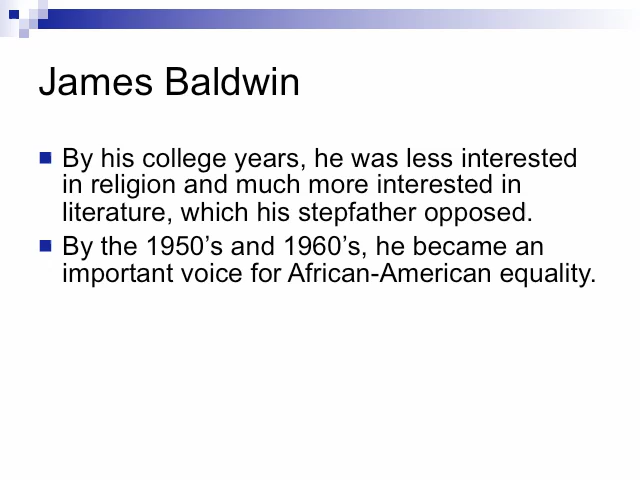 James Baldwin
By his college years, he was less interested
in religion and much more interested in
literature, which his stepfather opposed.
By the 1950’s and 1960’s, he became an
important voice for African-American equality.